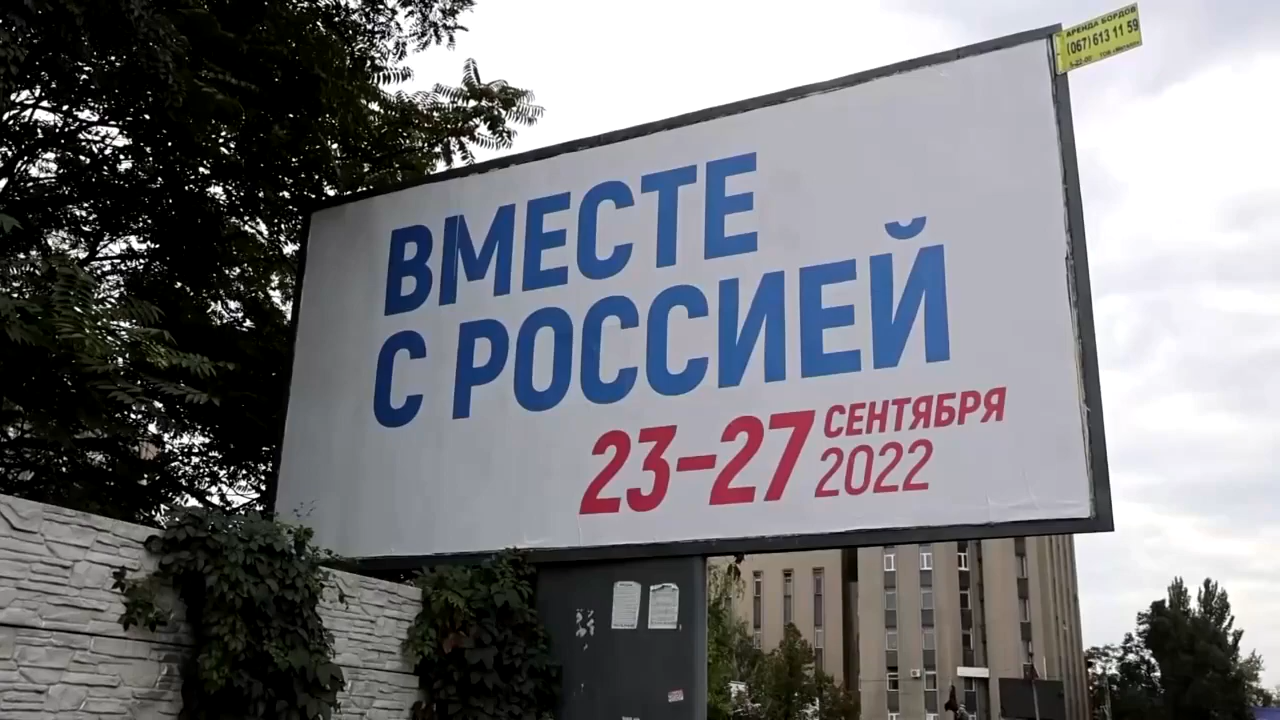 ВМЕСТЕ
С РОССИЕЙ
23-27 СЕНТЯБРЯ
2022
АРЕНДА БОРДОВ
(067) 613 11 59